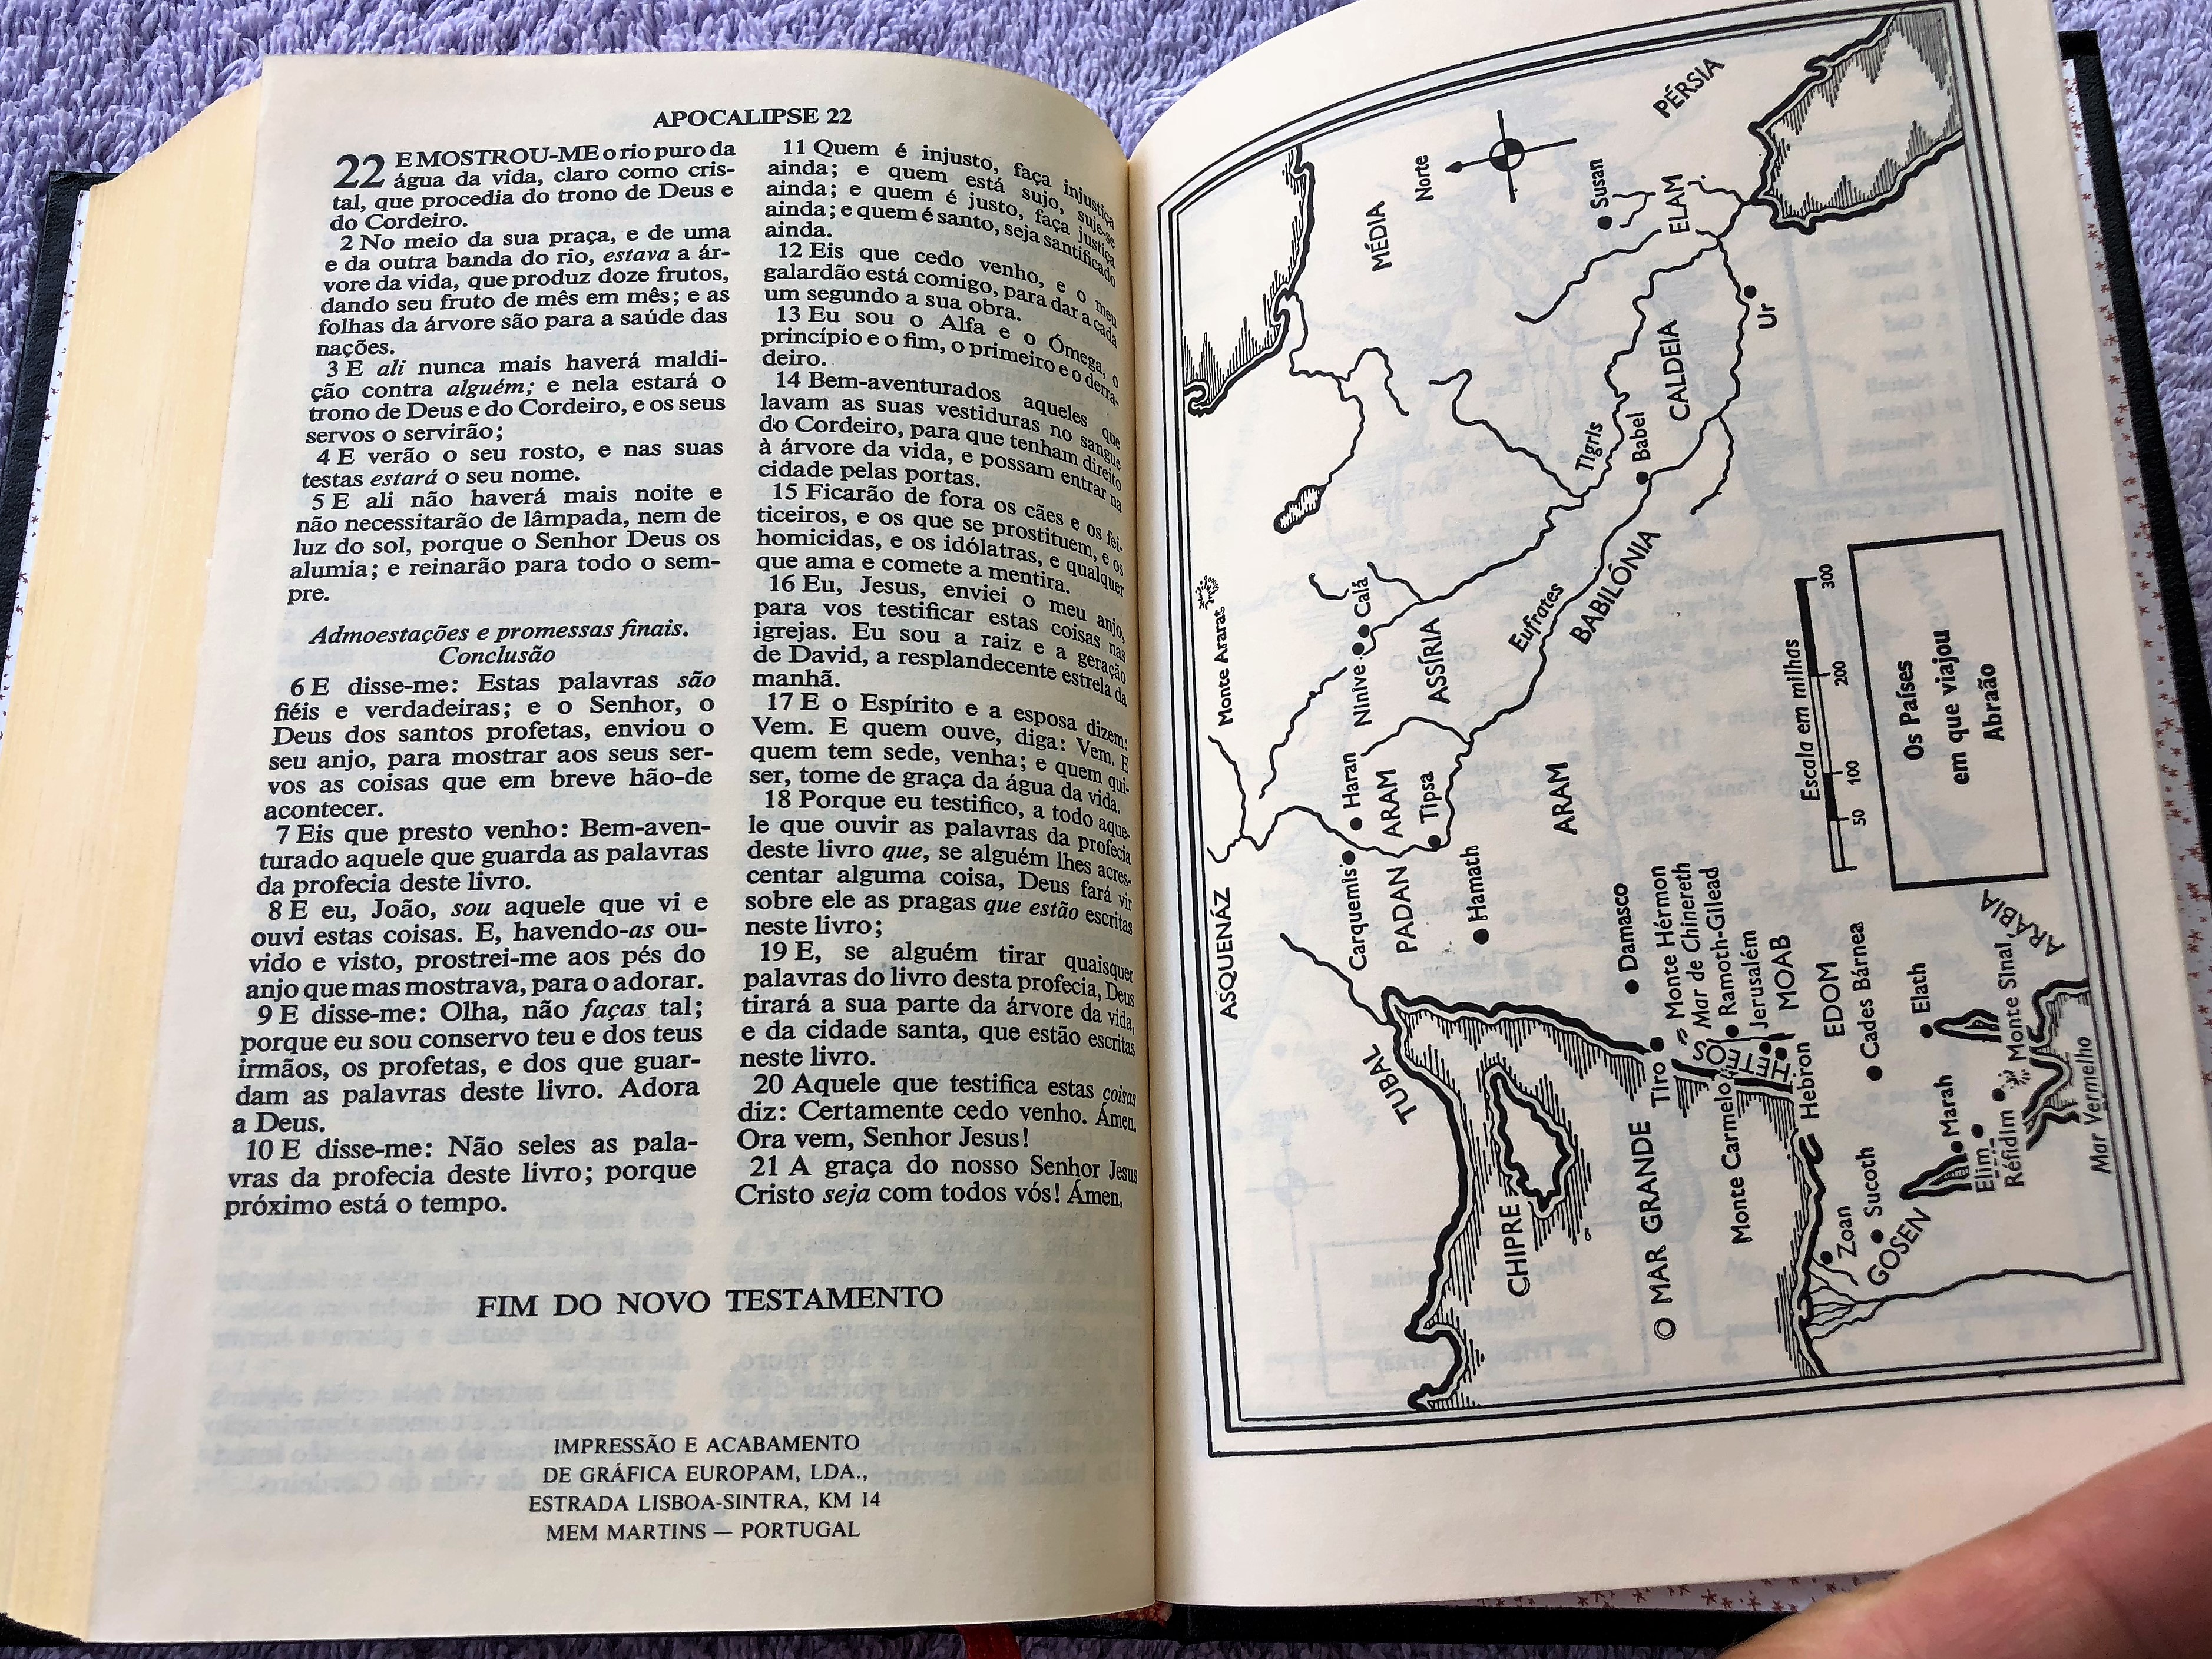 APOCALIPSE 22
22 E MOSTROU-ME o rio puro da
água da vida, claro como cris-
tal, que procedia do trono de Deus e
do Cordeiro.
2 No meio da sua praça, e de uma
e da outra banda do rio, estava a ár-
vore da vida, que produz doze frutos,
dando seu fruto de mês em mês; e as
folhas da árvore são para a saúde das
nações.
3 E ali nunca mais haverá maldi-
ção contra alguém; e nela estará o
trono de Deus e do Cordeiro, e os seus
servos o servirão;
4 E verão o seu rosto, e nas suas
testas estará o seu nome.
5 E ali não haverá mais noite e
não necessitarão de lâmpada, nem de
luz do sol, porque o Senhor Deus os
alumia; e reinarão para todo o sem-
pre.
Admoestações e promessas finais.
Conclusão
6 E disse-me: Estas palavras são
fiéis e verdadeiras; e o Senhor, o
Deus dos santos profetas, enviou o
seu anjo, para mostrar aos seus ser-
vos as coisas que em breve hão-de
acontecer.
7 Eis que presto venho: Bem-aven-
turado aquele que guarda as palavras
da profecia deste livro.
8 E eu, João, sou aquele que vi e
ouvi estas coisas. E, havendo-as ou-
vido e visto, prostrei-me aos pés do
anjo que mas mostrava, para o adorar.
9 E disse-me: Olha, não faças tal;
porque eu sou conservo teu e dos teus
irmãos, os profetas, e dos que guar-
dam as palavras deste livro. Adora
a Deus.
10 E disse-me: Não seles as pala-
vras da profecia deste livro; porque
próximo está o tempo.
11 Quem é injusto, faça injustiça
ainda; e quem está sujo, suje-se
ainda; e quem é justo, faça justiça
ainda; e quem é santo, seja santificado
ainda.
12 Eis que cedo venho, e o meu
galardão está comigo, para dar a cada
um segundo a sua obra.
13 Eu sou o Alfa e o Ómega, o
princípio e o fim, o primeiro e o derra-
deiro.
14 Bem-aventurados aqueles que
lavam as suas vestiduras no sangue
do Cordeiro, para que tenham direito
à árvore da vida, e possam entrar na
cidade pelas portas.
15 Ficarão de fora os cães e os fei-
ticeiros, e os que se prostituem, e os
homicidas, e os idólatras, e qualquer
que ama e comete a mentira.
16 Eu, Jesus, enviei o meu anjo,
para vos testificar estas coisas nas
igrejas. Eu sou a raiz e a geração
de David, a resplandecente estrela da
manhã.
17 E o Espírito e a esposa dizem:
Vem. E quem ouve, diga: Vem. E
quem tem sede, venha; e quem qui-
ser, tome de graça da água da vida.
18 Porque eu testifico, a todo aque-
le que ouvir as palavras da profecia
deste livro que, se alguém lhes acres-
centar alguma coisa, Deus fará vir
sobre ele as pragas que estão escritas
neste livro;
19 E, se alguém tirar quaisquer
palavras do livro desta profecia, Deus
tirará a sua parte da árvore da vida,
e da cidade santa, que estão escritas
neste livro.
20 Aquele que testifica estas coisas
diz: Certamente cedo venho. Ámen.
Ora vem, Senhor Jesus!
21 A graça do nosso Senhor Jesus
Cristo seja com todos vós! Ámen.
FIM DO NOVO TESTAMENTO
IMPRESSÃO E ACABAMENTO
DE GRÁFICA EUROPAM, LDA.,
ESTRADA LISBOA-SINTRA, KM 14
MEM MARTINS — PORTUGAL
ASQUENÁZ
Monte Ararat
TUBAL
Carquemis
Haran
Nínive
Calá
MÉDIA
Norte
PADAN ARAM
Tipsa
ASSÍRIA
CHIPRE
Hamath
Eufrates
Tigris
Susan
PÉRSIA
ARAM
BABILÓNIA
Babel
CALDEIA
ELAM
Ur
O MAR GRANDE
Tiro
Damasco
Monte Hérmon
Mar de Chinereth
Ramoth-Gilead
Monte Carmelo
HETEOS
Jerusalém
Hebron
MOAB
EDOM
Cades Bárnea
Zoan
Sucoth
GOSEN
Marah
Elim
Réfidim
Elath
Monte Sinai
ARÁBIA
Mar Vermelho
Escala em milhas
50 100 200 300
Os Países
em que viajou
Abraão